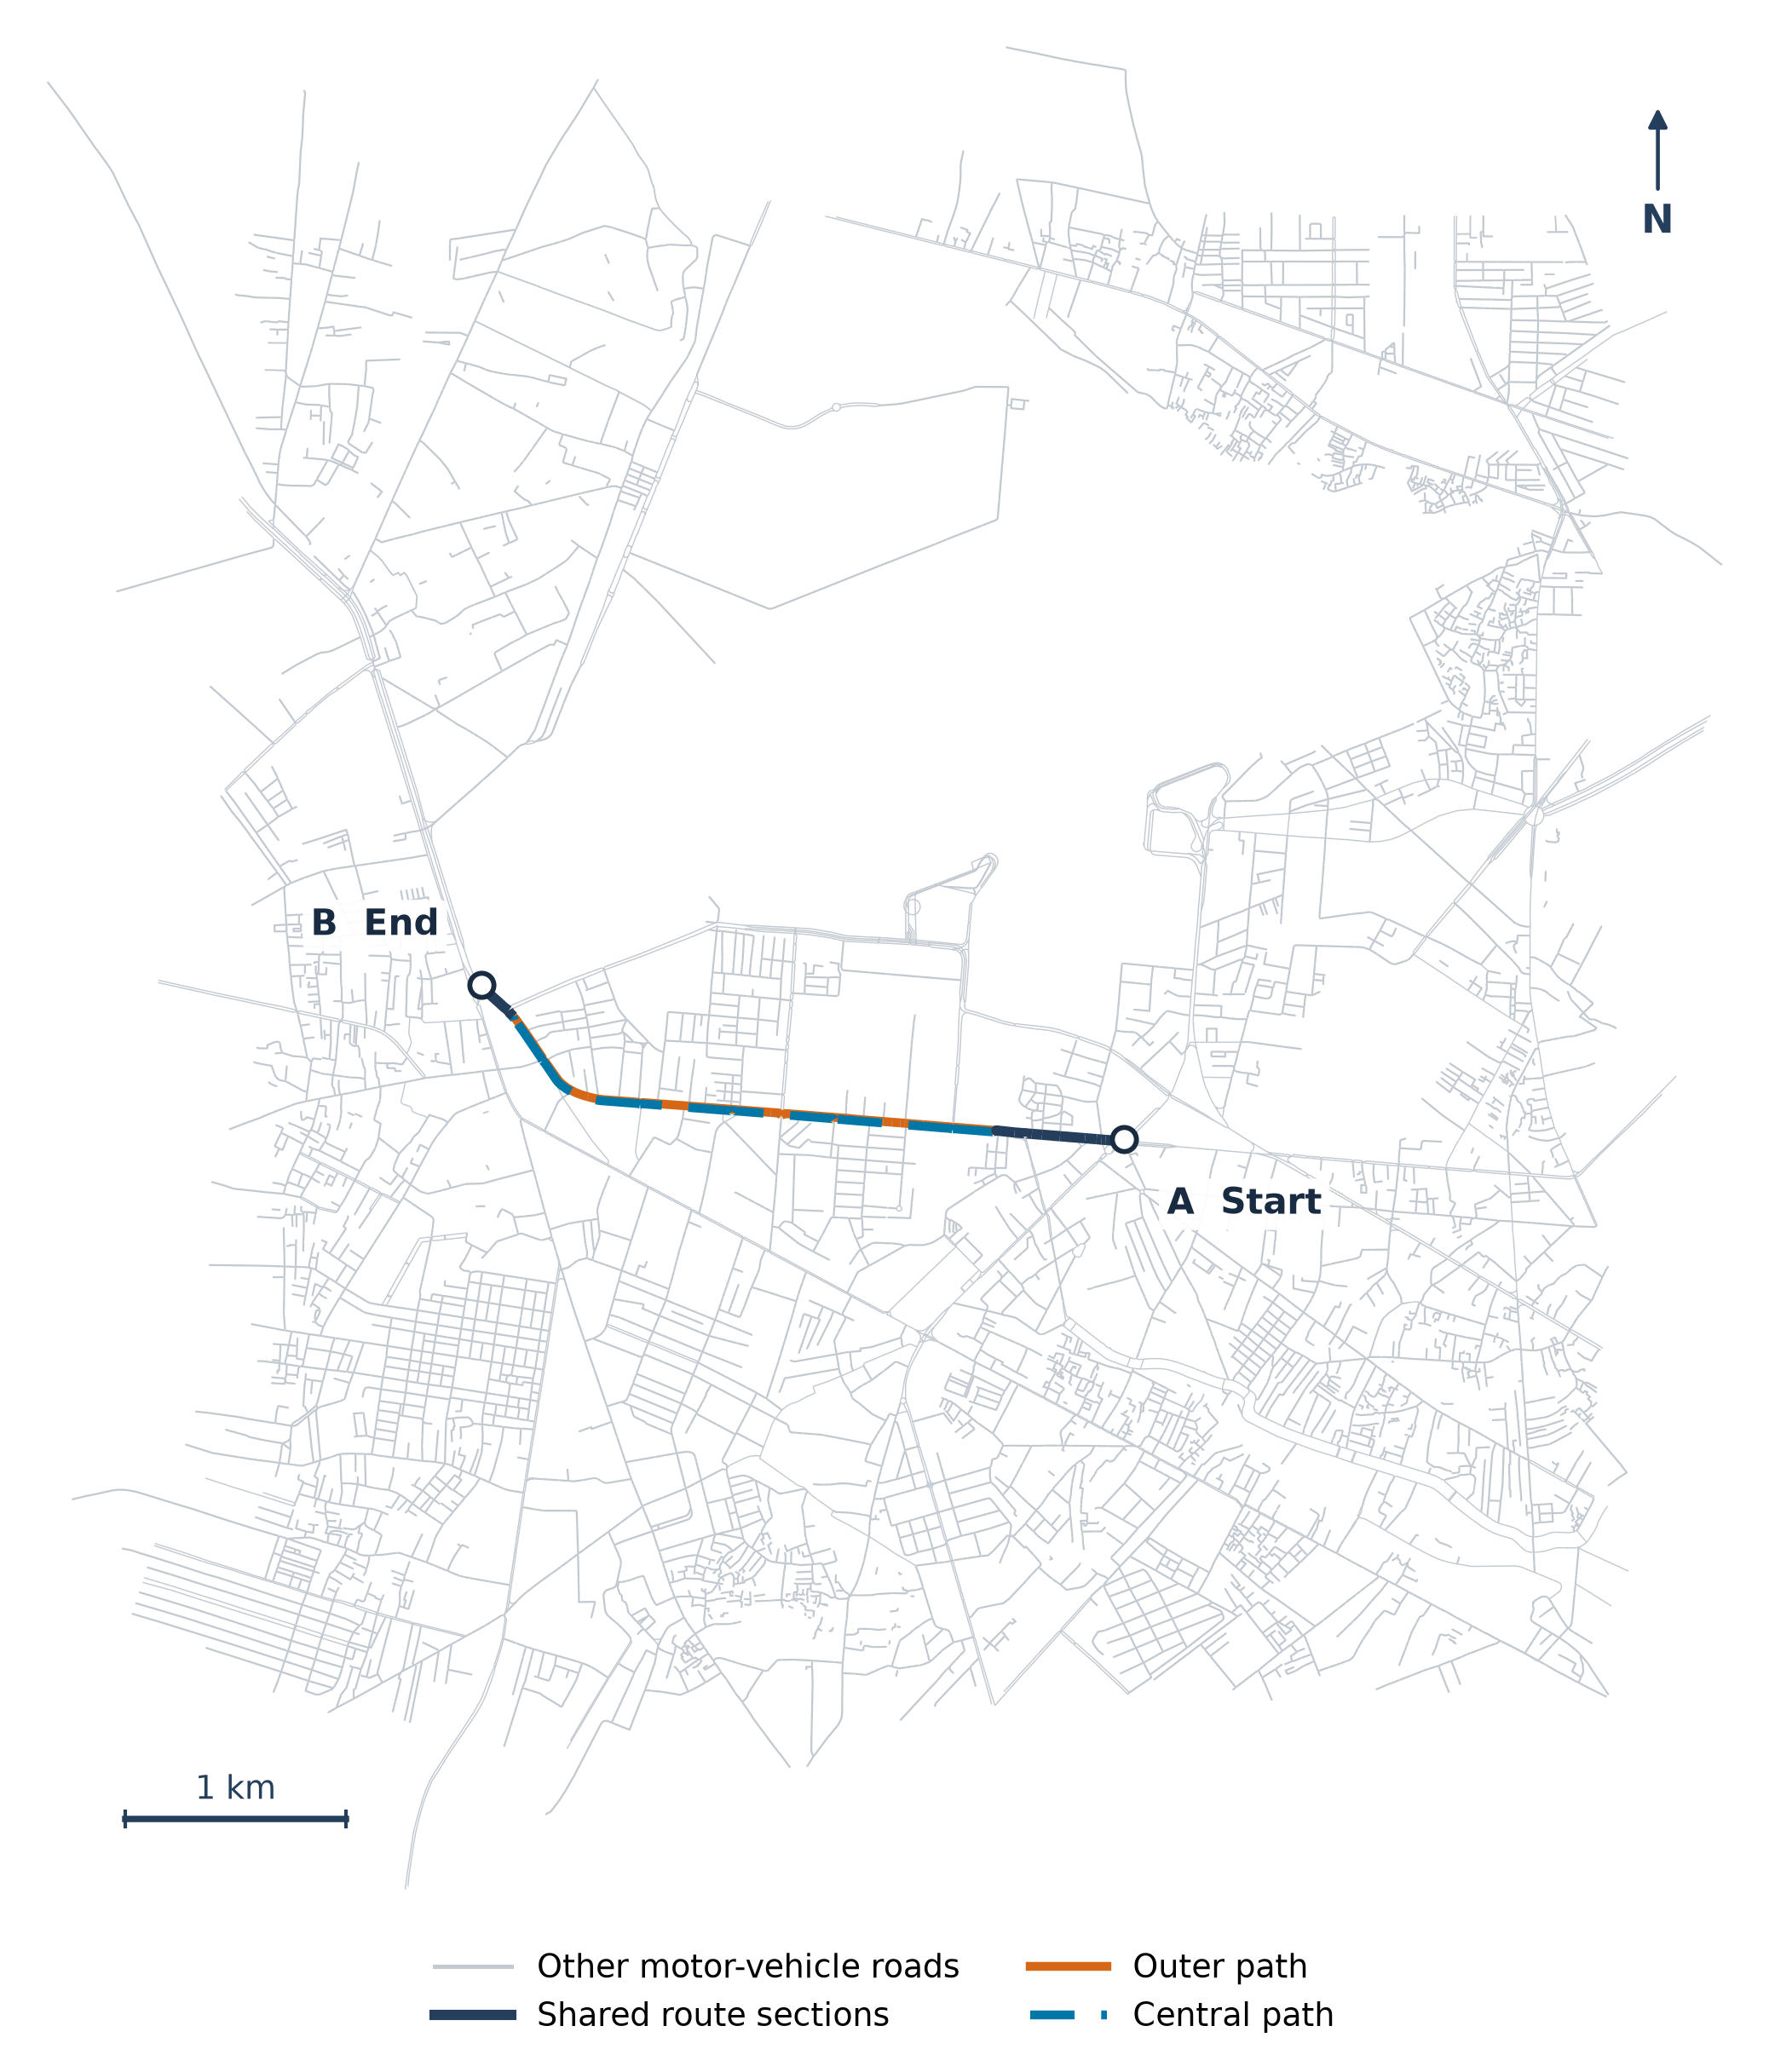 N
B End
A Start
1 km
Other motor-vehicle roads
Shared route sections
Outer path
Central path